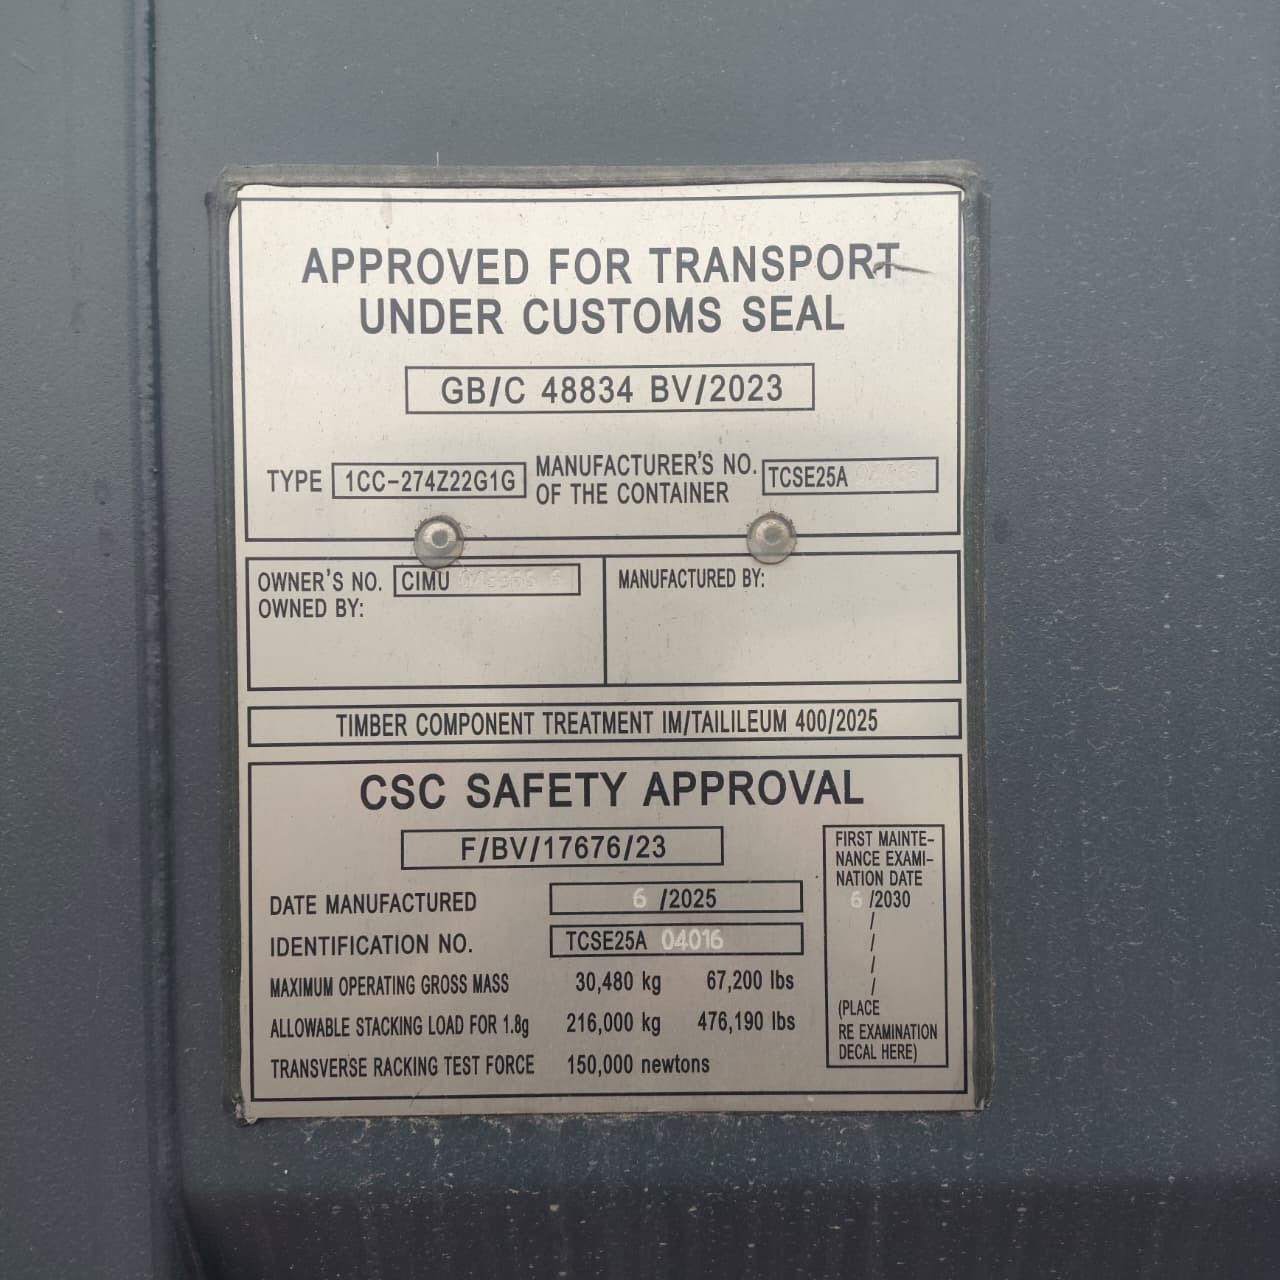 APPROVED FOR TRANSPORT
UNDER CUSTOMS SEAL
GB/C 48834 BV/2023
TYPE 1CC-274Z22G1G
MANUFACTURER'S NO. OF THE CONTAINER TCSE25A 04016
OWNER'S NO. CIMU
OWNED BY:
MANUFACTURED BY:
TIMBER COMPONENT TREATMENT IM/TAILILEUM 400/2025
CSC SAFETY APPROVAL
F/BV/17676/23
DATE MANUFACTURED 6 /2025
IDENTIFICATION NO. TCSE25A 04016
MAXIMUM OPERATING GROSS MASS 30,480 kg 67,200 lbs
ALLOWABLE STACKING LOAD FOR 1.8g 216,000 kg 476,190 lbs
TRANSVERSE RACKING TEST FORCE 150,000 newtons
FIRST MAINTE-
NANCE EXAMI-
NATION DATE
6 /2030
/
/
/
/
(PLACE
RE EXAMINATION
DECAL HERE)